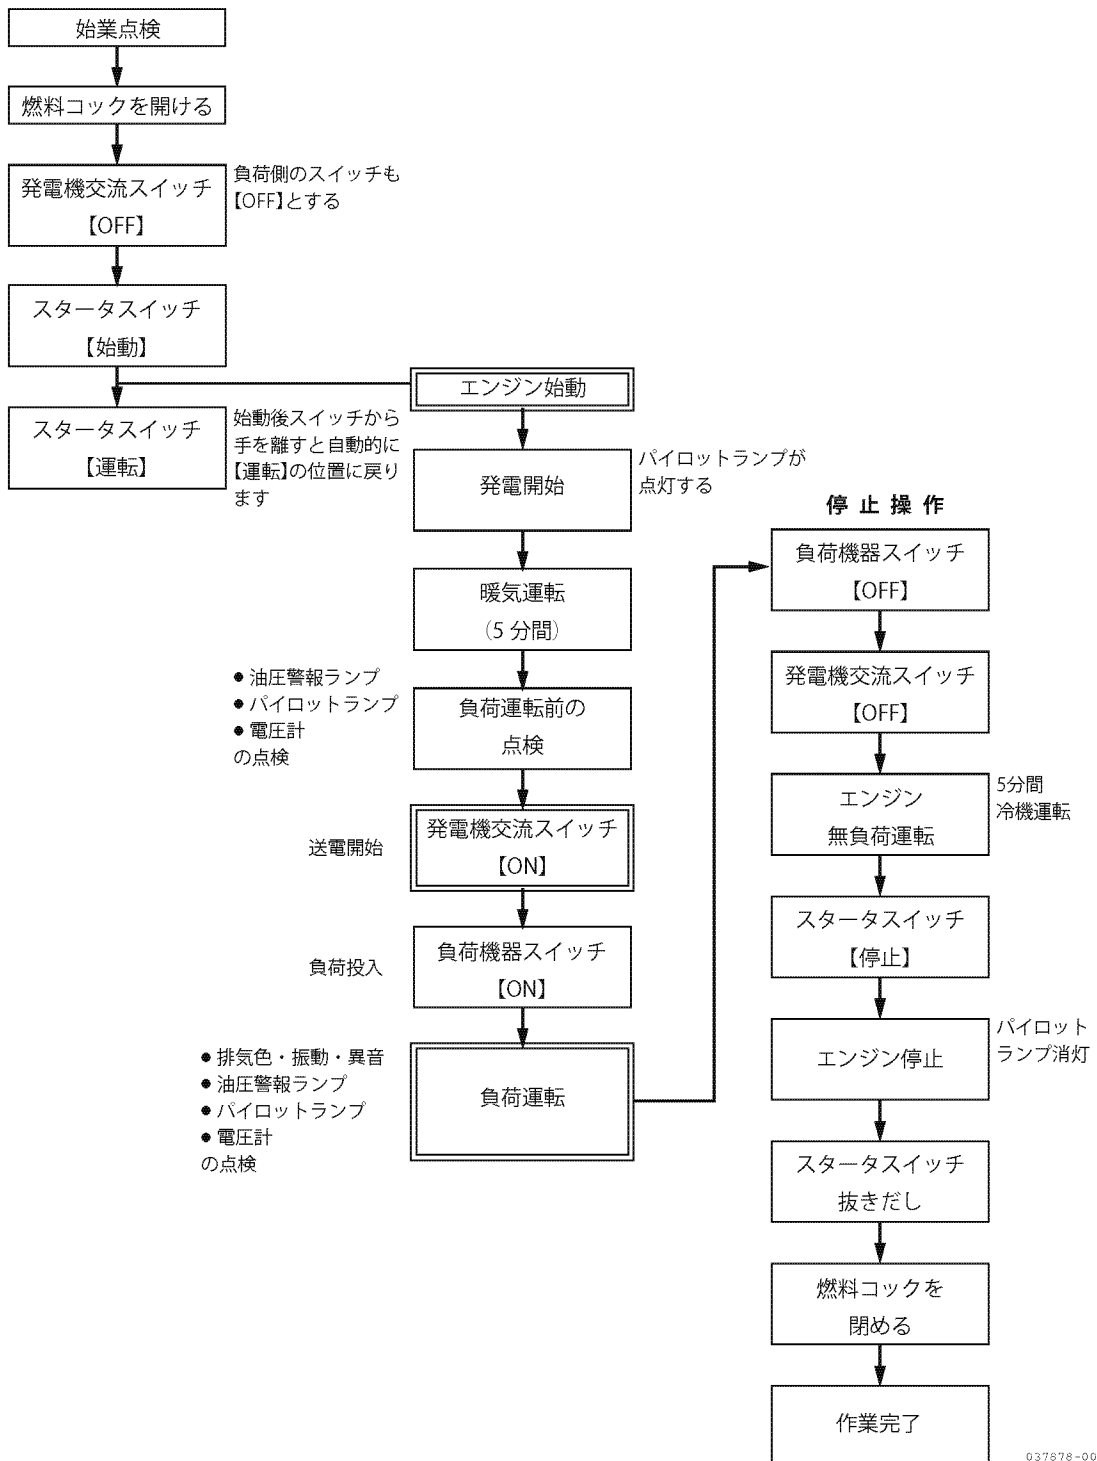 始業点検
燃料コックを開ける
発電機交流スイッチ
【OFF】
負荷側のスイッチも
【OFF】とする
スタータスイッチ
【始動】
スタータスイッチ
【運転】
始動後スイッチから
手を離すと自動的に
【運転】の位置に戻り
ます
エンジン始動
発電開始
パイロットランプが
点灯する
暖気運転
（5 分間）
● 油圧警報ランプ
● パイロットランプ
● 電圧計
の点検
負荷運転前の
点検
送電開始
発電機交流スイッチ
【ON】
負荷投入
負荷機器スイッチ
【ON】
● 排気色・振動・異音
● 油圧警報ランプ
● パイロットランプ
● 電圧計
の点検
負荷運転
停 止 操 作
負荷機器スイッチ
【OFF】
発電機交流スイッチ
【OFF】
エンジン
無負荷運転
5分間
冷機運転
スタータスイッチ
【停止】
エンジン停止
パイロット
ランプ消灯
スタータスイッチ
抜きだし
燃料コックを
閉める
作業完了
037878-00